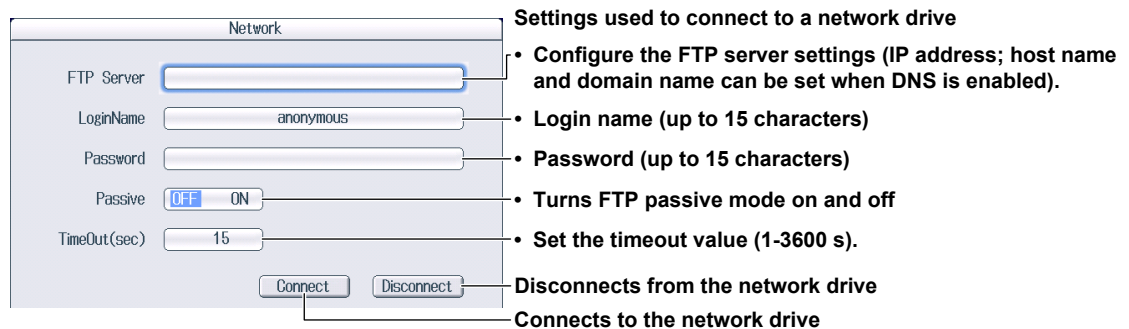 Network
Settings used to connect to a network drive
FTP Server
• Configure the FTP server settings (IP address; host name
and domain name can be set when DNS is enabled).
LoginName
anonymous
• Login name (up to 15 characters)
Password
• Password (up to 15 characters)
Passive
OFF ON
• Turns FTP passive mode on and off
TimeOut(sec)
15
• Set the timeout value (1-3600 s).
Connect
Disconnect
Disconnects from the network drive
Connects to the network drive